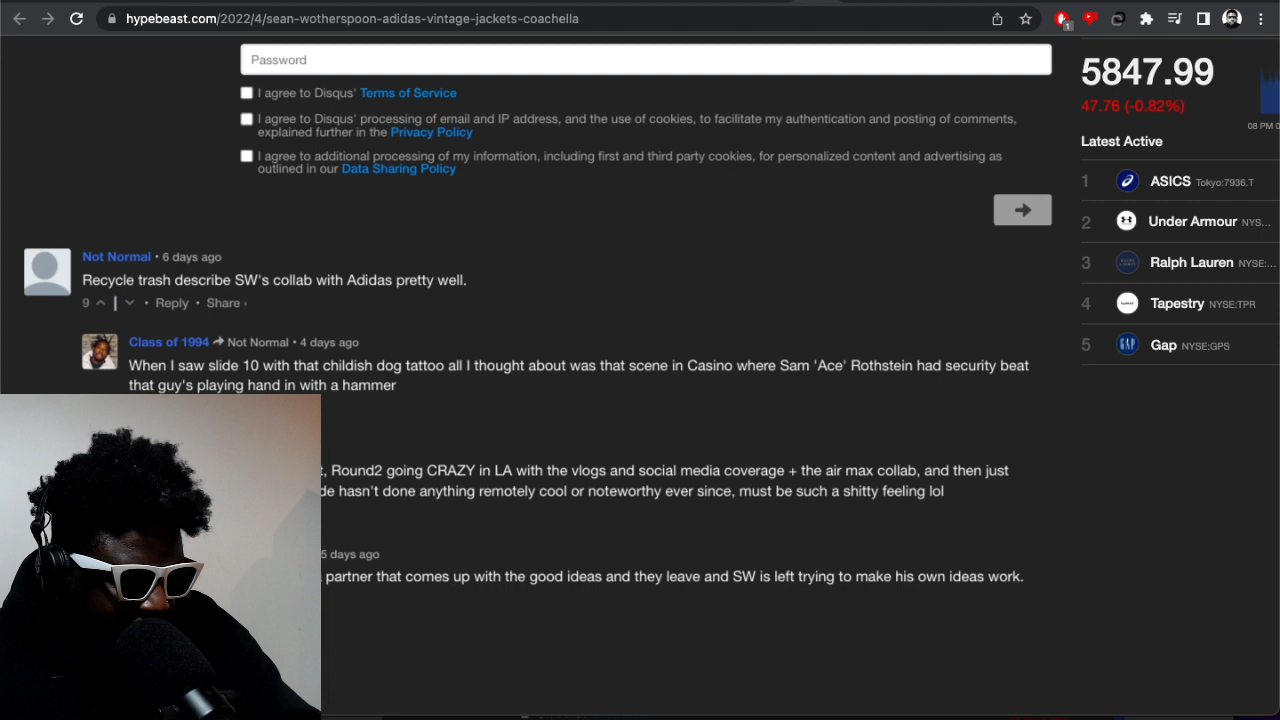 hypebeast.com/2022/4/sean-wotherspoon-adidas-vintage-jackets-coachella
1
Password
I agree to Disqus' Terms of Service
I agree to Disqus' processing of email and IP address, and the use of cookies, to facilitate my authentication and posting of comments,
explained further in the Privacy Policy
I agree to additional processing of my information, including first and third party cookies, for personalized content and advertising as
outlined in our Data Sharing Policy
Not Normal • 6 days ago
Recycle trash describe SW's collab with Adidas pretty well.
9 • Reply • Share ›
Class of 1994 Not Normal • 4 days ago
When I saw slide 10 with that childish dog tattoo all I thought about was that scene in Casino where Sam 'Ace' Rothstein had security beat
that guy's playing hand in with a hammer
, Round2 going CRAZY in LA with the vlogs and social media coverage + the air max collab, and then just
hasn't done anything remotely cool or noteworthy ever since, must be such a shitty feeling lol
5 days ago
partner that comes up with the good ideas and they leave and SW is left trying to make his own ideas work.
5847.99
47.76 (-0.82%)
08 PM
Latest Active
1 ASICS Tokyo:7936.T
2 Under Armour NYS...
3 Ralph Lauren NYSE:...
4 Tapestry NYSE:TPR
5 GAP Gap NYSE:GPS